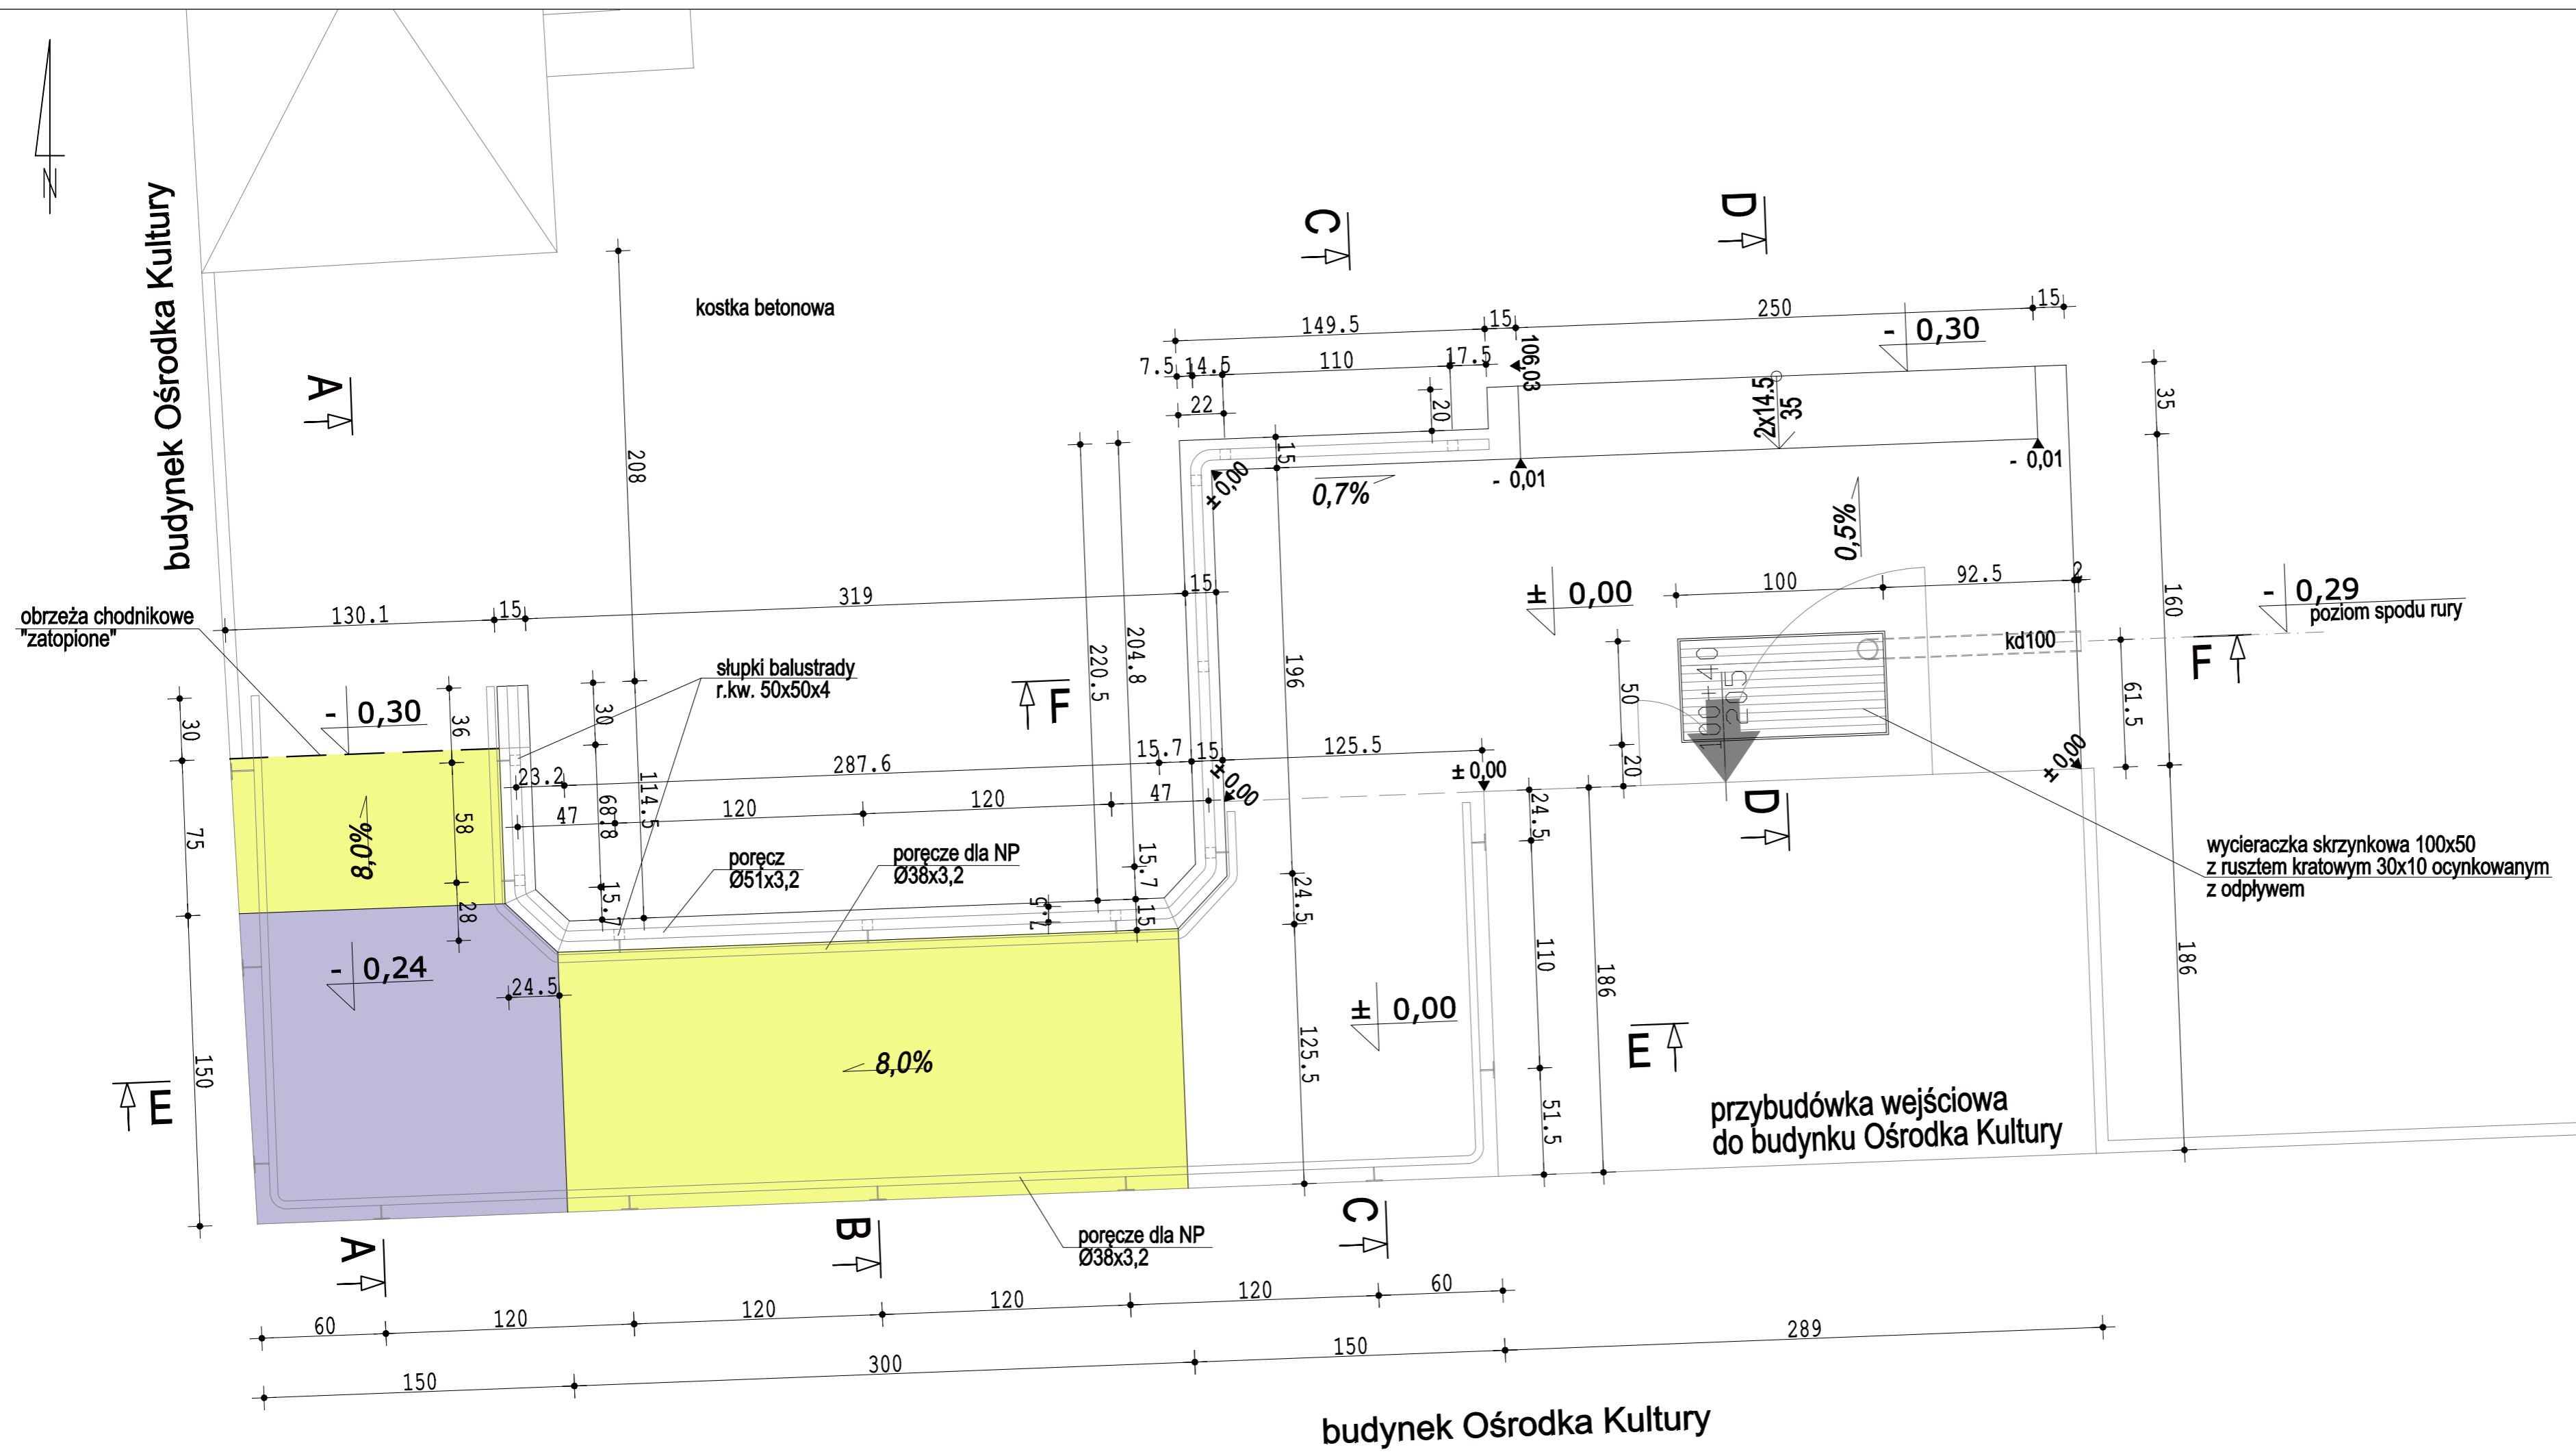 N
budynek Ośrodka Kultury
kostka betonowa
C
D
A
149.5
15
250
15
7.5
14.5
110
17.5
106,03
- 0,30
22
20
2x14.5
35
35
15
± 0,00
0,7%
- 0,01
- 0,01
208
0,5%
obrzeża chodnikowe
"zatopione"
130.1
15
319
15
220.5
204.8
196
± 0,00
100
92.5
2
160
- 0,29
poziom spodu rury
słupki balustrady
r.kw. 50x50x4
F
kd100
F
30
- 0,30
36
30
50
61.5
23.2
287.6
15.7
15
125.5
± 0,00
± 0,00
20
± 0,00
47
120
120
47
114.5
68.8
75
8,0%
58
28
15.7
poręcz
Ø51x3,2
poręcze dla NP
Ø38x3,2
15.7
15
24.5
24.5
D
wycieraczka skrzynkowa 100x50
z rusztem kratowym 30x10 ocynkowanym
z odpływem
- 0,24
24.5
110
186
186
8,0%
± 0,00
150
125.5
51.5
E
E
przybudówka wejściowa
do budynku Ośrodka Kultury
A
B
C
poręcze dla NP
Ø38x3,2
60
120
120
120
120
60
150
300
150
289
budynek Ośrodka Kultury